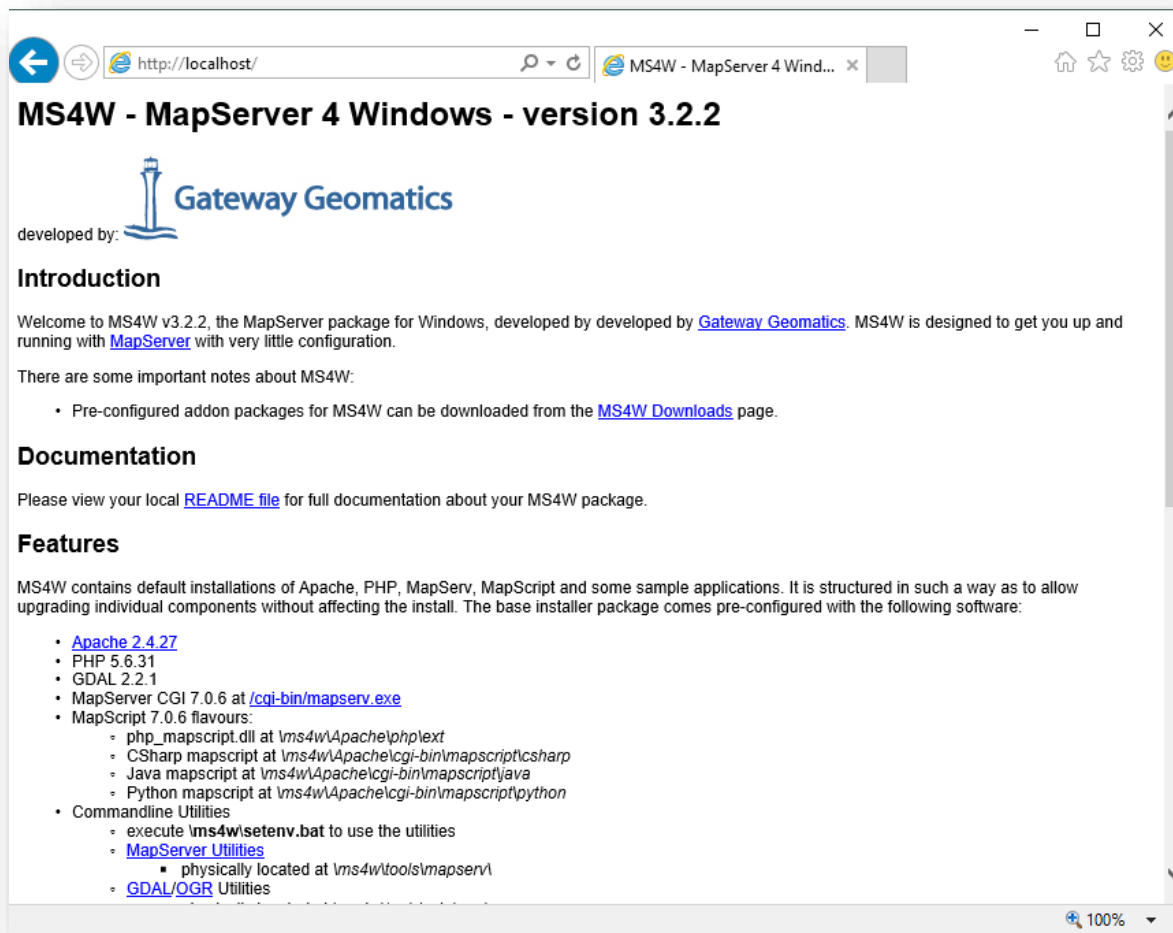 http://localhost/
MS4W - MapServer 4 Wind...
MS4W - MapServer 4 Windows - version 3.2.2
Gateway Geomatics
developed by:
Introduction
Welcome to MS4W v3.2.2, the MapServer package for Windows, developed by developed by Gateway Geomatics. MS4W is designed to get you up and
running with MapServer with very little configuration.
There are some important notes about MS4W:
• Pre-configured addon packages for MS4W can be downloaded from the MS4W Downloads page.
Documentation
Please view your local README file for full documentation about your MS4W package.
Features
MS4W contains default installations of Apache, PHP, MapServ, MapScript and some sample applications. It is structured in such a way as to allow
upgrading individual components without affecting the install. The base installer package comes pre-configured with the following software:
• Apache 2.4.27
• PHP 5.6.31
• GDAL 2.2.1
• MapServer CGI 7.0.6 at /cgi-bin/mapserv.exe
• MapScript 7.0.6 flavours:
◦ php_mapscript.dll at \ms4w\Apache\php\ext
◦ CSharp mapscript at \ms4w\Apache\cgi-bin\mapscript\csharp
◦ Java mapscript at \ms4w\Apache\cgi-bin\mapscript\java
◦ Python mapscript at \ms4w\Apache\cgi-bin\mapscript\python
• Commandline Utilities
◦ execute \ms4w\setenv.bat to use the utilities
◦ MapServer Utilities
▪ physically located at \ms4w\tools\mapserv\
◦ GDAL/OGR Utilities
100%